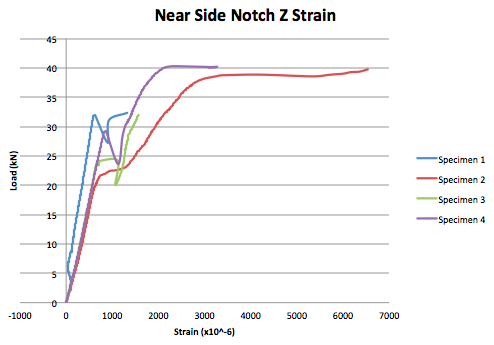 Near Side Notch Z Strain
45
40
35
30
25
20
15
10
5
0
Load (kN)
-1000 0 1000 2000 3000 4000 5000 6000 7000
Strain (x10^-6)
Specimen 1
Specimen 2
Specimen 3
Specimen 4